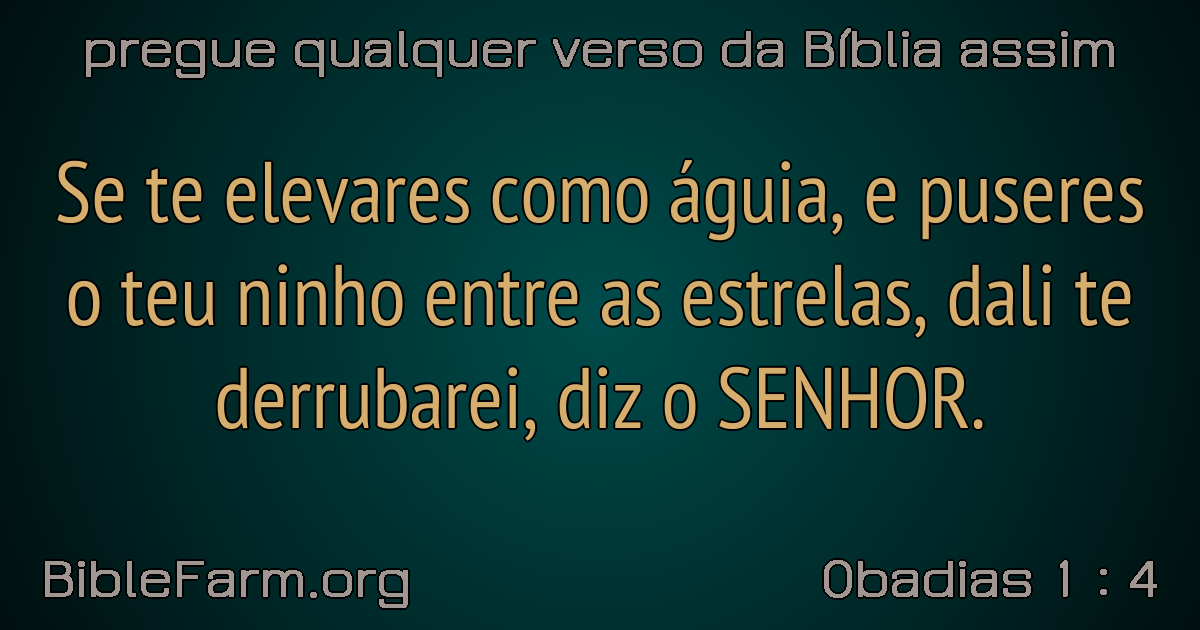 pregue qualquer verso da Bíblia assim
Se te elevares como águia, e puseres
o teu ninho entre as estrelas, dali te
derrubarei, diz o SENHOR.
BibleFarm.org
Obadias 1 : 4